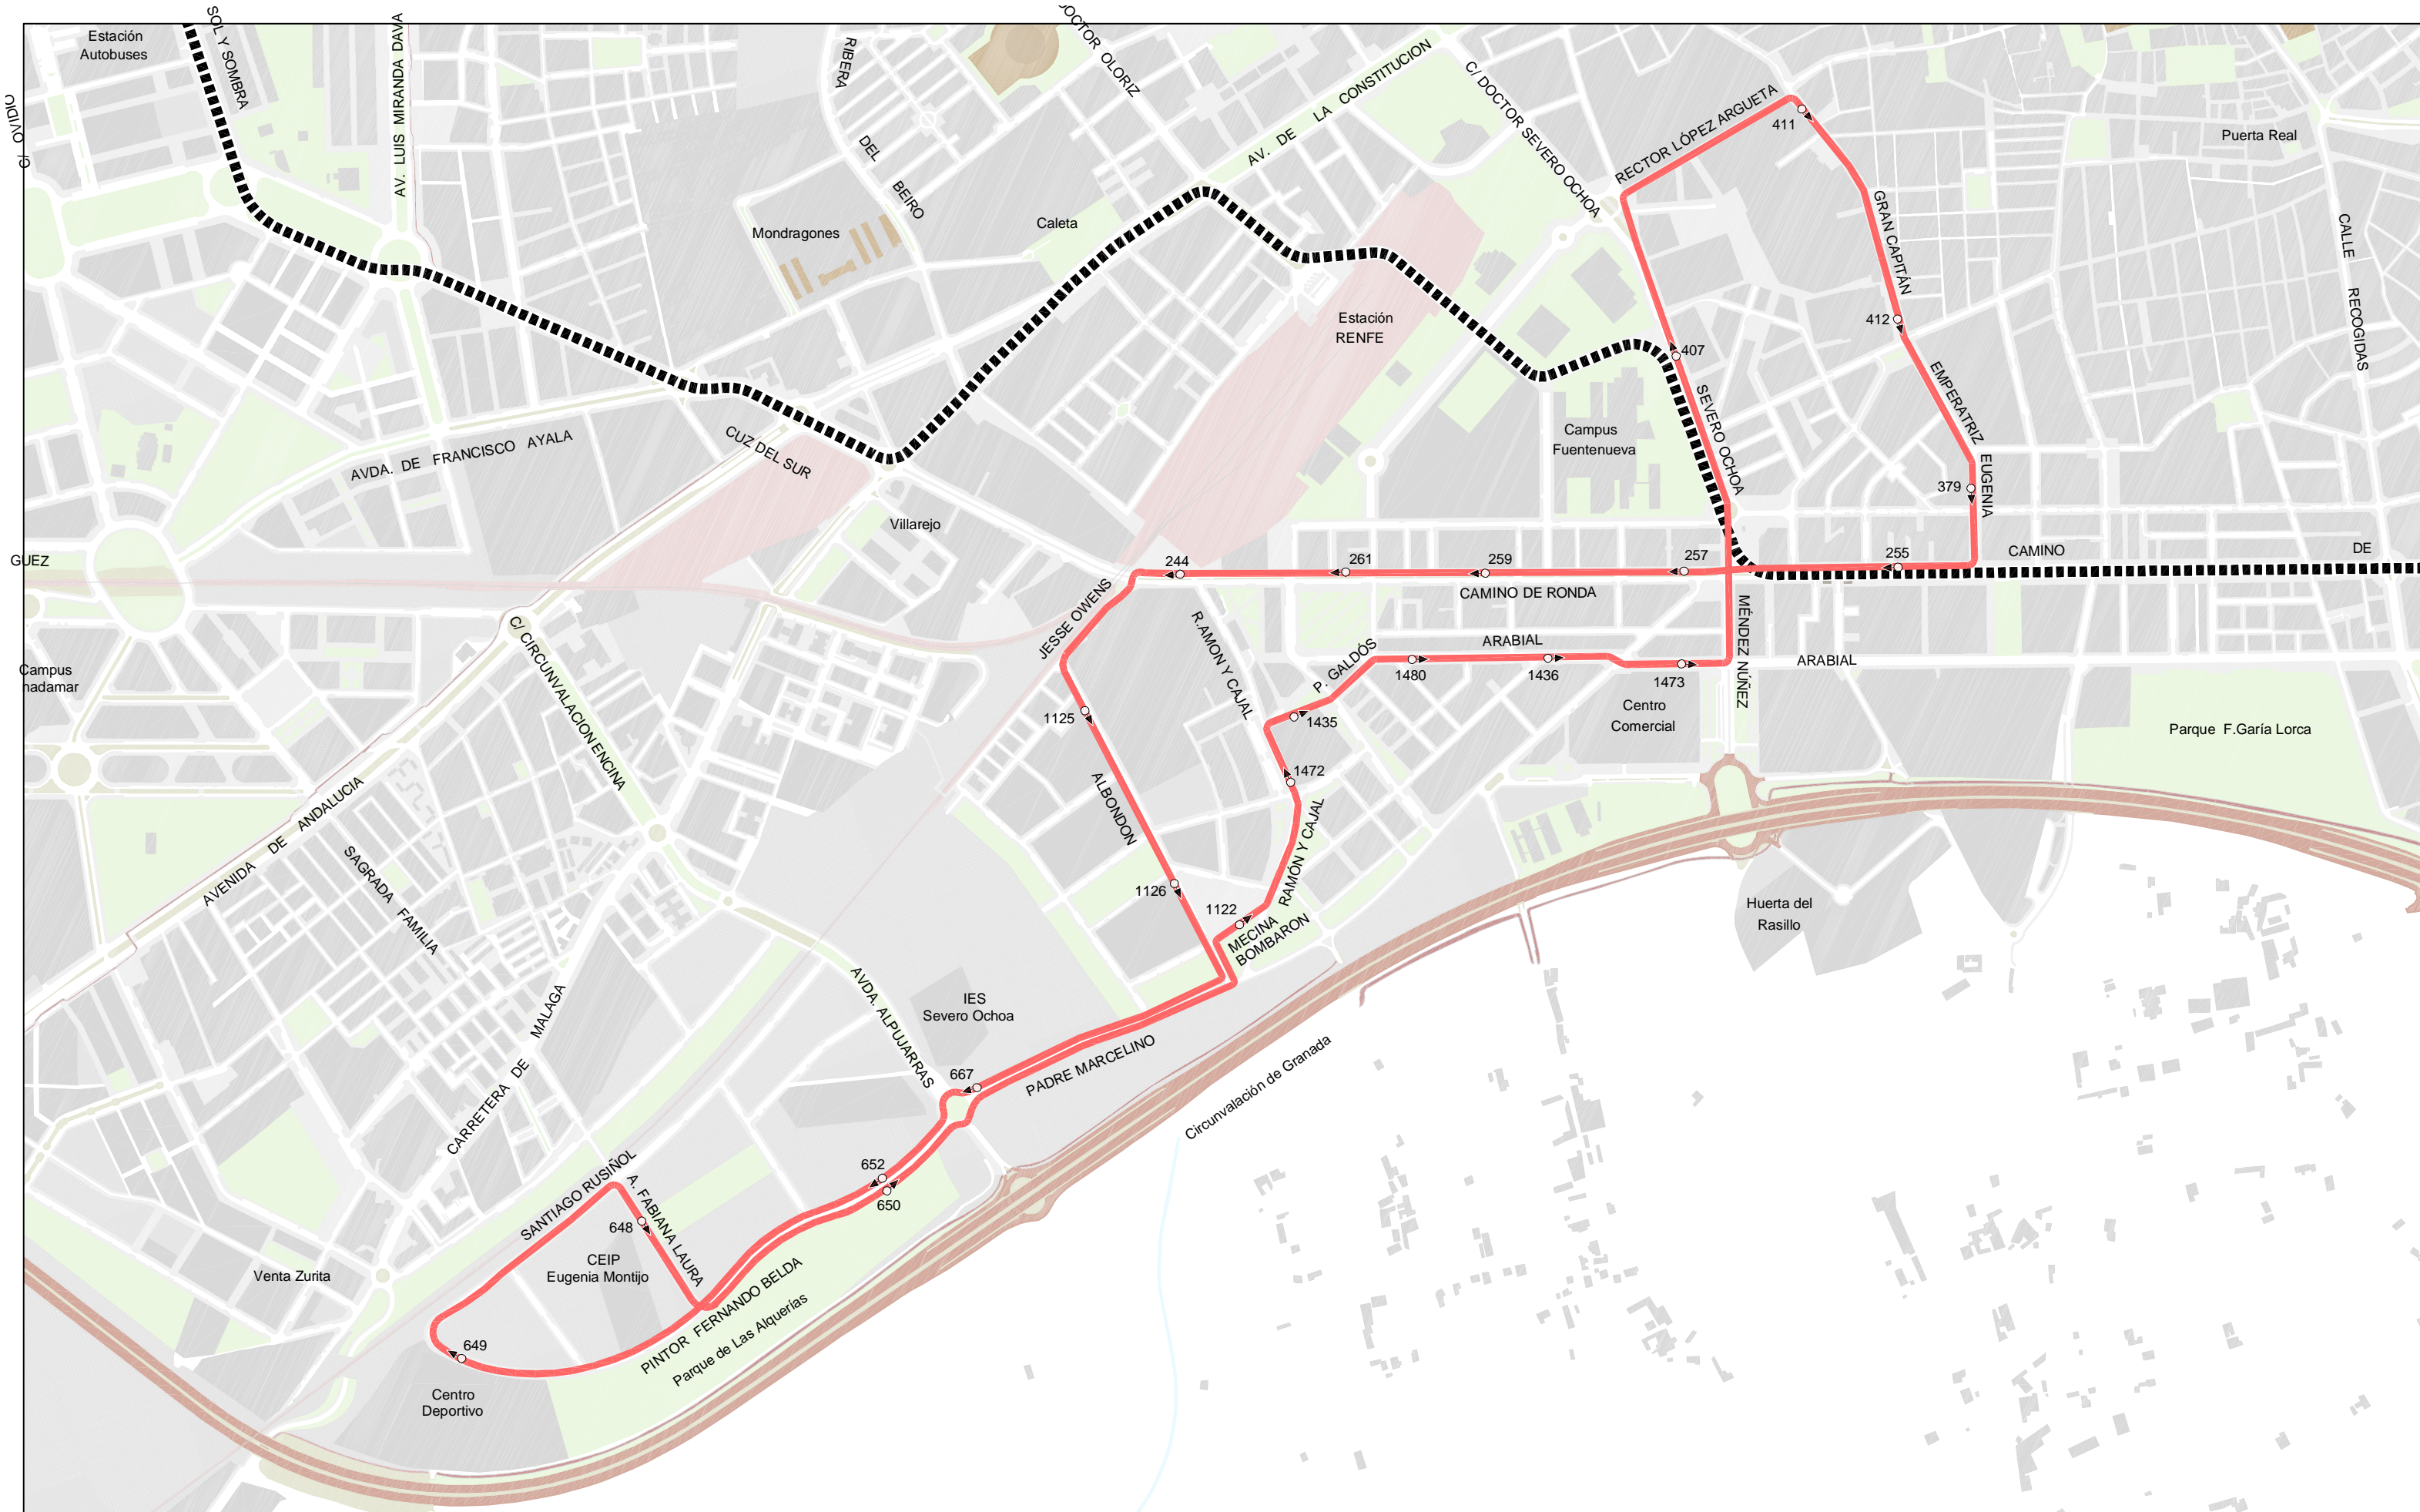 Estación
Autobuses
SOL Y SOMBRA
AV. LUIS MIRANDA DAVA
C/ OVIDIO
RIBERA
DEL
BEIRO
DOCTOR OLORIZ
AV. DE LA CONSTITUCION
C/ DOCTOR SEVERO OCHOA
RECTOR LÓPEZ ARGUETA
411
Puerta Real
GRAN CAPITÁN
CALLE RECOGIDAS
Mondragones
Caleta
Estación
RENFE
412
407
EMPERATRIZ
EUGENIA
SEVERO OCHOA
Campus
Fuentenueva
379
AVDA. DE FRANCISCO AYALA
CUZ DEL SUR
Villarejo
GUEZ
244
261
259
257
255
CAMINO
DE
CAMINO DE RONDA
JESSE OWENS
R.AMON Y CAJAL
P. GALDÓS
ARABIAL
MÉNDEZ NÚÑEZ
ARABIAL
1480
1436
1473
C/ CIRCUNVALACION ENCINA
Campus
nadamar
1125
1435
Centro
Comercial
Parque F.Garía Lorca
1472
ALBONDON
RAMÓN Y CAJAL
AVENIDA DE ANDALUCIA
SAGRADA FAMILIA
1126
1122
MECINA
BOMBARON
Huerta del
Rasillo
AVDA. ALPUJARRAS
IES
Severo Ochoa
CARRETERA DE MALAGA
667
PADRE MARCELINO
Circunvalación de Granada
652
650
SANTIAGO RUSIÑOL
A. FABIANA LAURA
648
CEIP
Eugenia Montijo
Venta Zurita
PINTOR FERNANDO BELDA
Parque de Las Alquerías
649
Centro
Deportivo